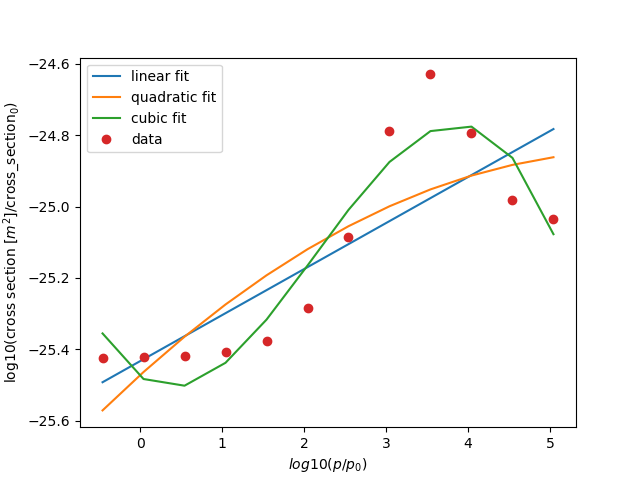 linear fit
quadratic fit
cubic fit
data
−24.6
−24.8
−25.0
−25.2
−25.4
−25.6
log10(cross section [m²]/cross_section₀)
0
1
2
3
4
5
log10(p/p₀)